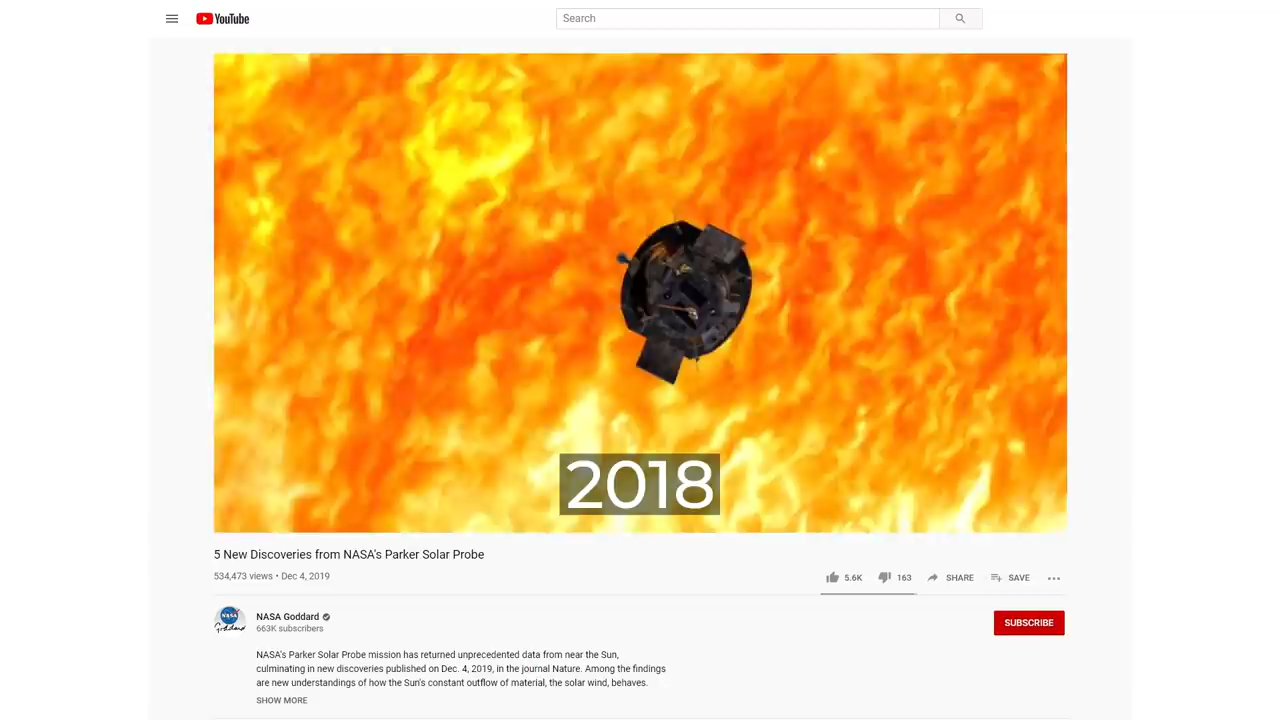 YouTube
Search
2018
5 New Discoveries from NASA's Parker Solar Probe
534,473 views • Dec 4, 2019
5.6K
163
SHARE
SAVE
NASA
Goddard
NASA Goddard
663K subscribers
SUBSCRIBE
NASA's Parker Solar Probe mission has returned unprecedented data from near the Sun,
culminating in new discoveries published on Dec. 4, 2019, in the journal Nature. Among the findings
are new understandings of how the Sun's constant outflow of material, the solar wind, behaves.
SHOW MORE